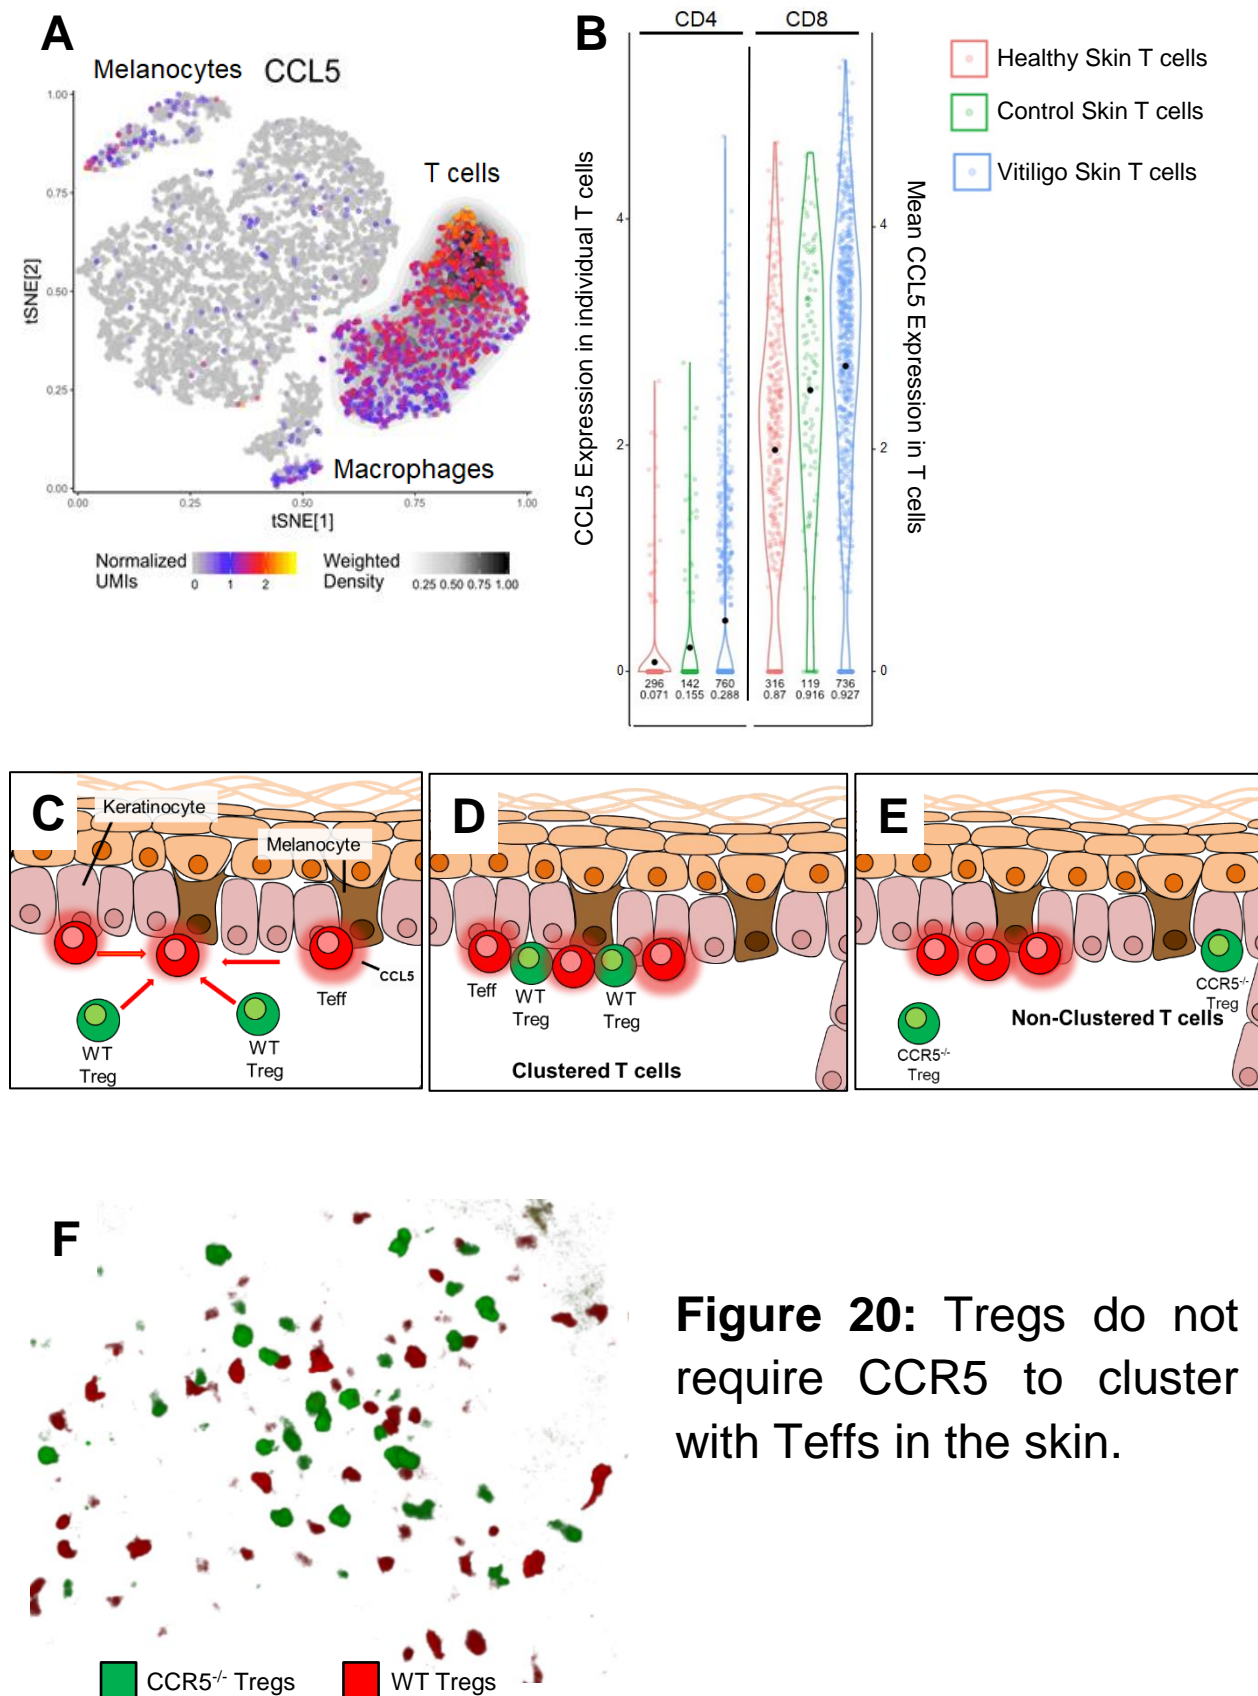 A
Melanocytes CCL5
T cells
Macrophages
1.00
0.75
0.50
0.25
0.00
tSNE[2]
0.00 0.25 0.50 0.75 1.00
tSNE[1]
Normalized UMIs
0 1 2
Weighted Density
0.25 0.50 0.75 1.00
B
CD4 CD8
CCL5 Expression in individual T cells
4
2
0
Mean CCL5 Expression in T cells
4
2
0
296 142 760 316 119 736
0.071 0.155 0.288 0.87 0.916 0.927
Healthy Skin T cells
Control Skin T cells
Vitiligo Skin T cells
C
Keratinocyte
Melanocyte
CCL5
Teff
WT
Treg
WT
Treg
D
Teff
WT
Treg
WT
Treg
Clustered T cells
E
CCR5-/-
Treg
Non-Clustered T cells
CCR5-/-
Treg
F
CCR5-/- Tregs
WT Tregs
Figure 20: Tregs do not
require CCR5 to cluster
with Teffs in the skin.